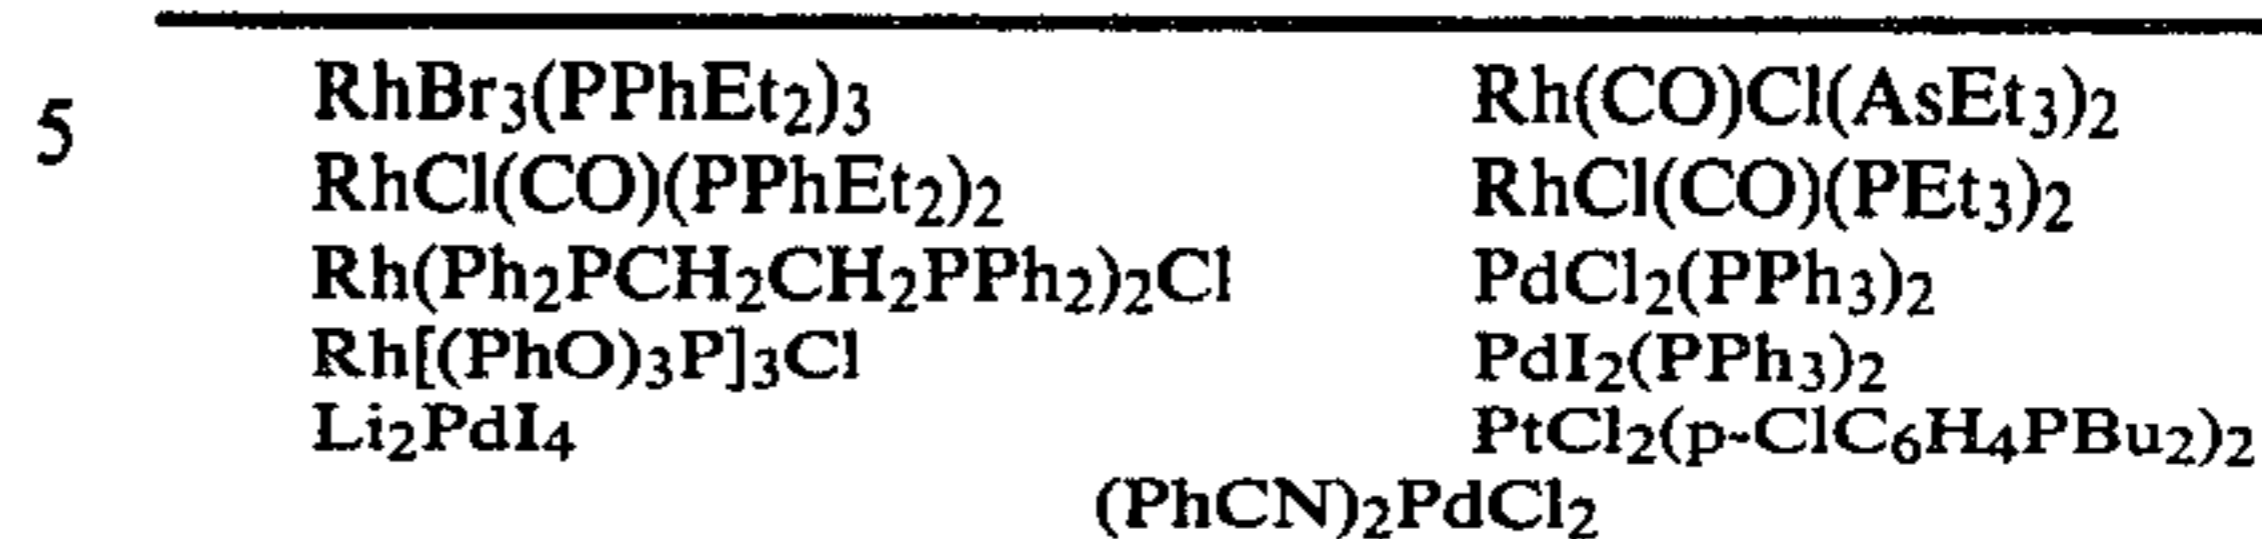 5 RhBr3(PPhEt2)3 Rh(CO)Cl(AsEt3)2
RhCl(CO)(PPhEt2)2 RhCl(CO)(PEt3)2
Rh(Ph2PCH2CH2PPh2)2Cl PdCl2(PPh3)2
Rh[(PhO)3P]3Cl PdI2(PPh3)2
Li2PdI4 PtCl2(p-ClC6H4PBu2)2
(PhCN)2PdCl2